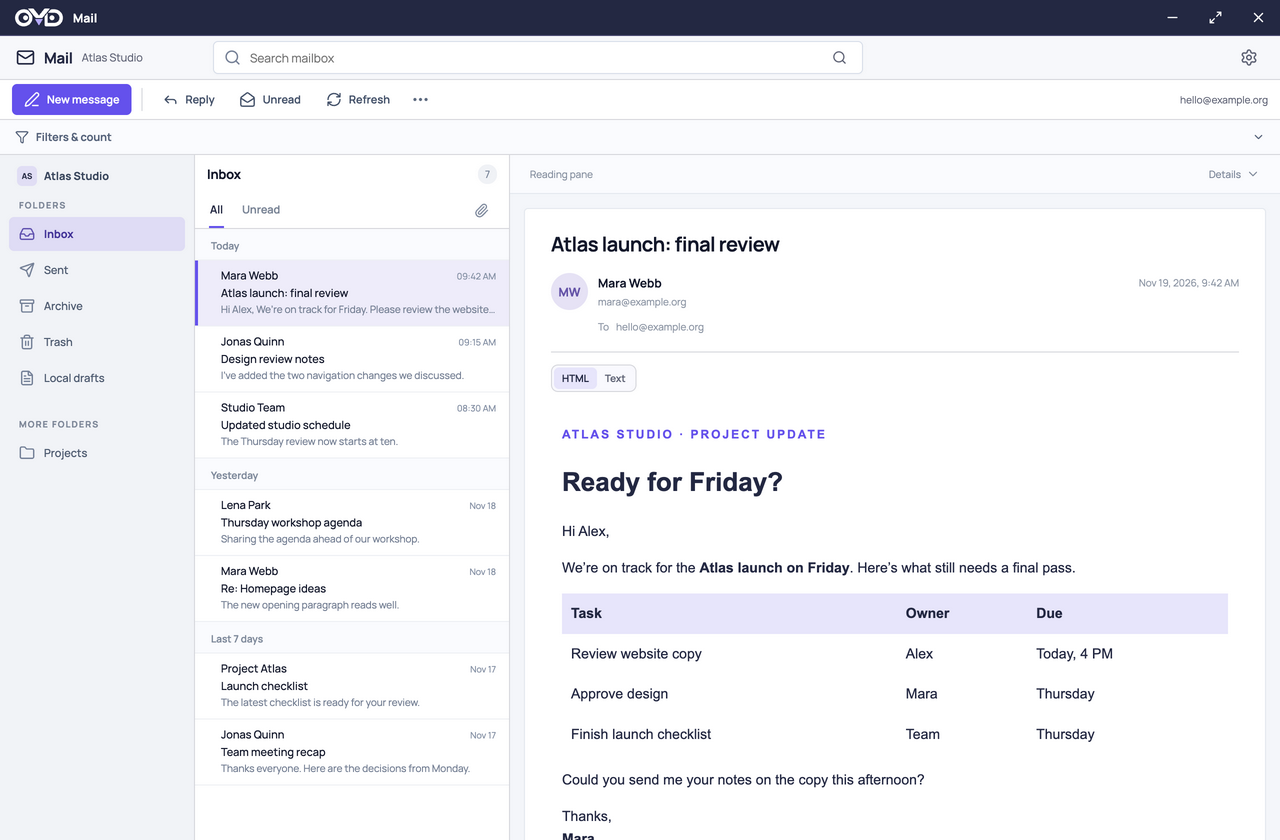 OVD Mail
Mail Atlas Studio
Search mailbox
New message
Reply
Unread
Refresh
hello@example.org
Filters & count
AS Atlas Studio
FOLDERS
Inbox
Sent
Archive
Trash
Local drafts
MORE FOLDERS
Projects
Inbox 7
All Unread
Today
Mara Webb 09:42 AM
Atlas launch: final review
Hi Alex, We're on track for Friday. Please review the website...
Jonas Quinn 09:15 AM
Design review notes
I've added the two navigation changes we discussed.
Studio Team 08:30 AM
Updated studio schedule
The Thursday review now starts at ten.
Yesterday
Lena Park Nov 18
Thursday workshop agenda
Sharing the agenda ahead of our workshop.
Mara Webb Nov 18
Re: Homepage ideas
The new opening paragraph reads well.
Last 7 days
Project Atlas Nov 17
Launch checklist
The latest checklist is ready for your review.
Jonas Quinn Nov 17
Team meeting recap
Thanks everyone. Here are the decisions from Monday.
Reading pane Details
Atlas launch: final review
MW
Mara Webb Nov 19, 2026, 9:42 AM
mara@example.org
To hello@example.org
HTML Text
ATLAS STUDIO · PROJECT UPDATE
Ready for Friday?
Hi Alex,
We're on track for the Atlas launch on Friday. Here's what still needs a final pass.
Task Owner Due
Review website copy Alex Today, 4 PM
Approve design Mara Thursday
Finish launch checklist Team Thursday
Could you send me your notes on the copy this afternoon?
Thanks,
Mara